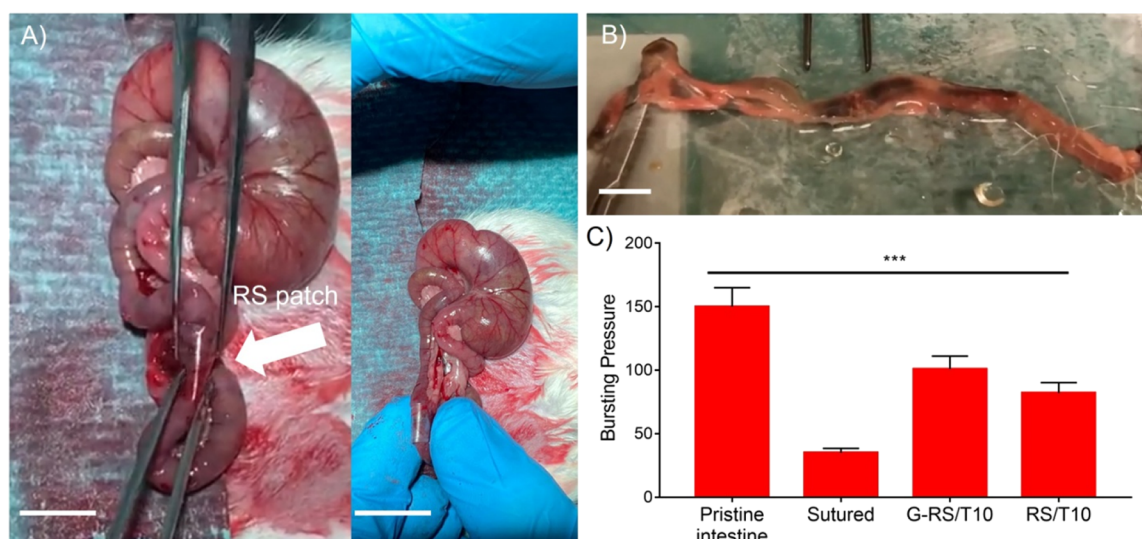 A)
RS patch
B)
C)
200
150
100
50
0
Bursting Pressure
***
Pristine
intestine
Sutured
G-RS/T10
RS/T10